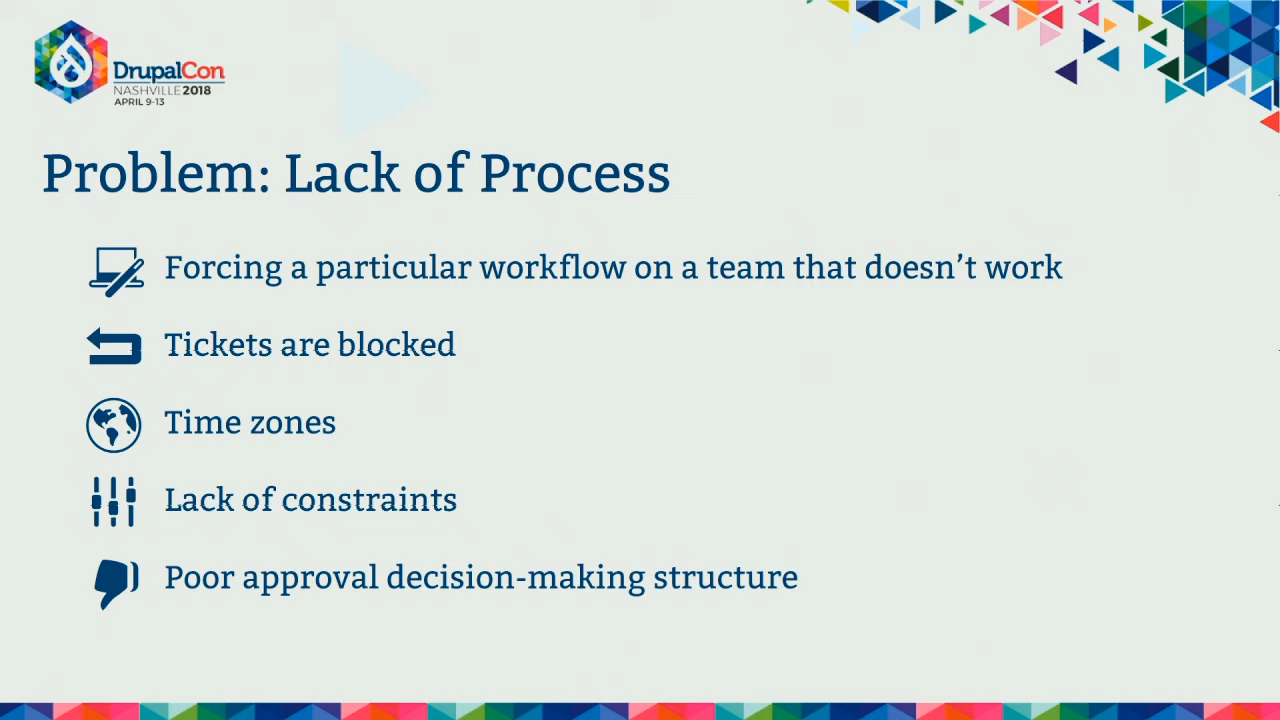 DrupalCon
NASHVILLE 2018
APRIL 9-13
Problem: Lack of Process
Forcing a particular workflow on a team that doesn’t work
Tickets are blocked
Time zones
Lack of constraints
Poor approval decision-making structure